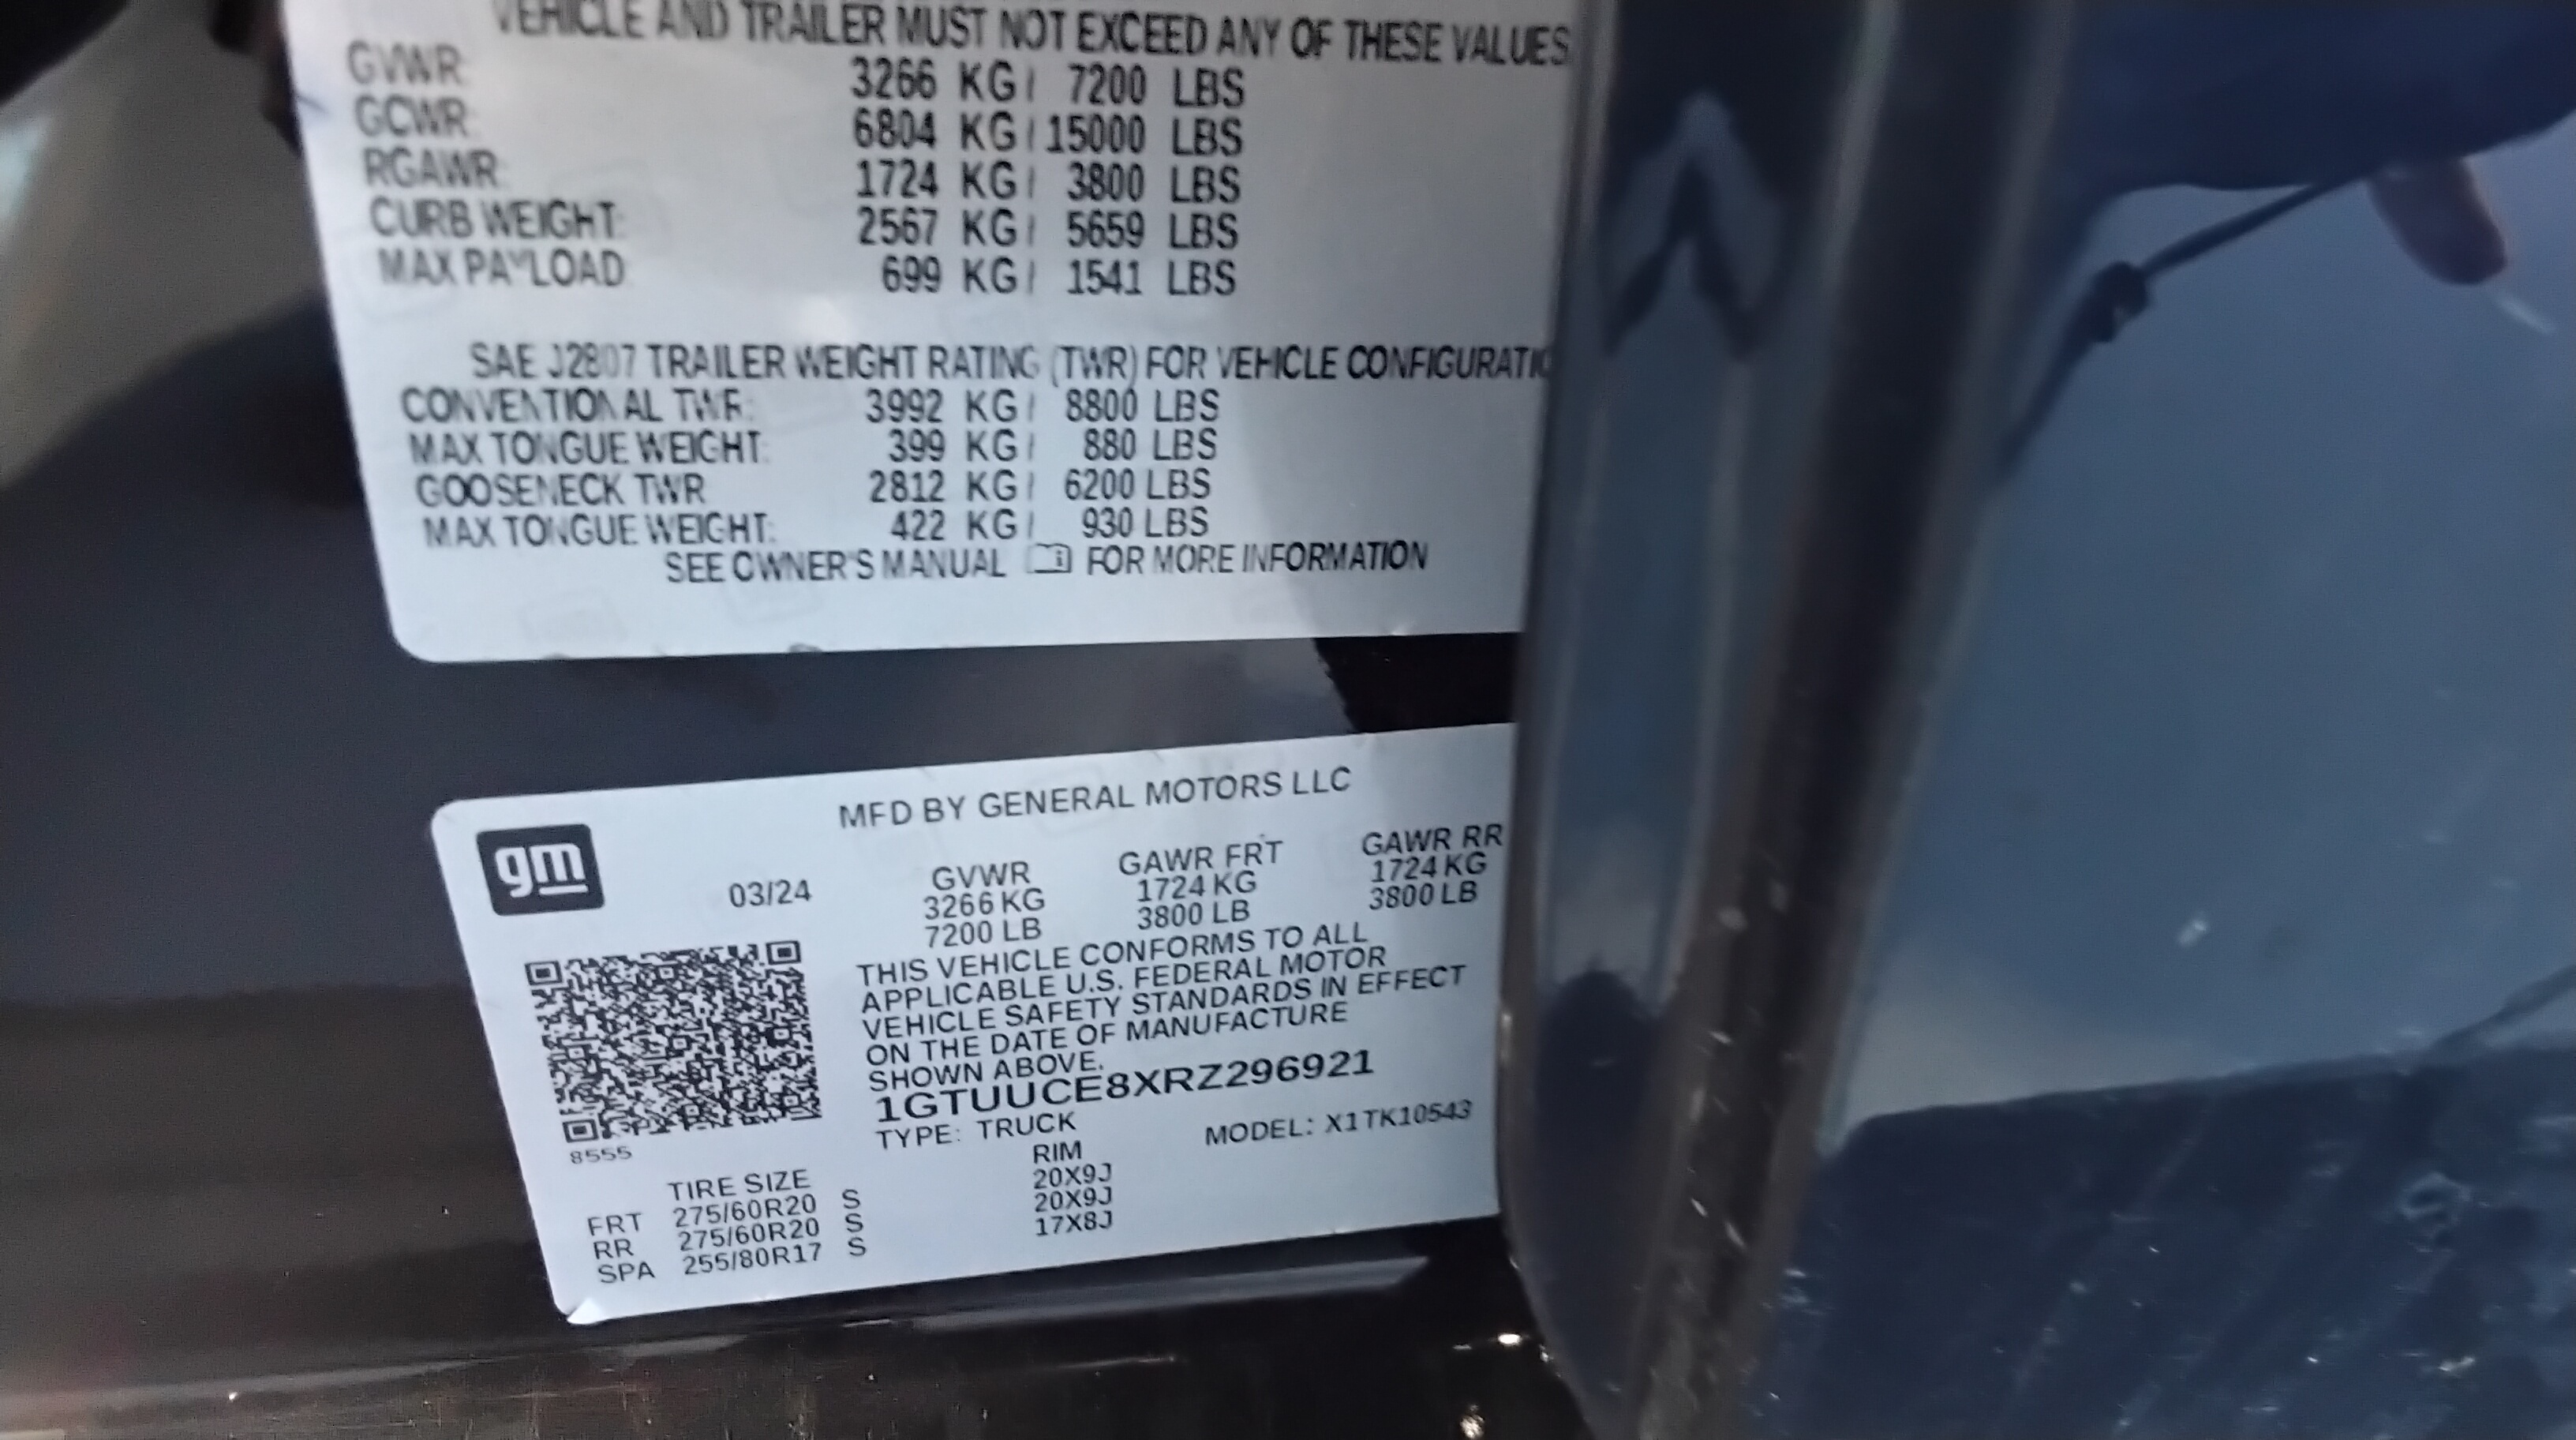 VEHICLE AND TRAILER MUST NOT EXCEED ANY OF THESE VALUES
GVWR: 3266 KG / 7200 LBS
GCWR: 6804 KG / 15000 LBS
RGAWR: 1724 KG / 3800 LBS
CURB WEIGHT: 2567 KG / 5659 LBS
MAX PAYLOAD: 699 KG / 1541 LBS
SAE J2807 TRAILER WEIGHT RATING (TWR) FOR VEHICLE
CONVENTIONAL TWR: 3992 KG / 8800 LBS
MAX TONGUE WEIGHT: 399 KG / 880 LBS
GOOSENECK TWR 2812 KG / 6200 LBS
MAX TONGUE WEIGHT: 422 KG / 930 LBS
SEE OWNER'S MANUAL FOR MORE INFORMATION
MFD BY GENERAL MOTORS LLC
gm
03/24
GVWR GAWR FRT GAWR RR
3266 KG 1724 KG 1724 KG
7200 LB 3800 LB 3800 LB
THIS VEHICLE CONFORMS TO ALL
APPLICABLE U.S. FEDERAL MOTOR
VEHICLE SAFETY STANDARDS IN EFFECT
ON THE DATE OF MANUFACTURE
SHOWN ABOVE.
1GTUUCE8XRZ296921
TYPE: TRUCK MODEL: X1TK10543
8555
TIRE SIZE RIM
FRT 275/60R20 S 20X9J
RR 275/60R20 S 20X9J
SPA 255/80R17 S 17X8J